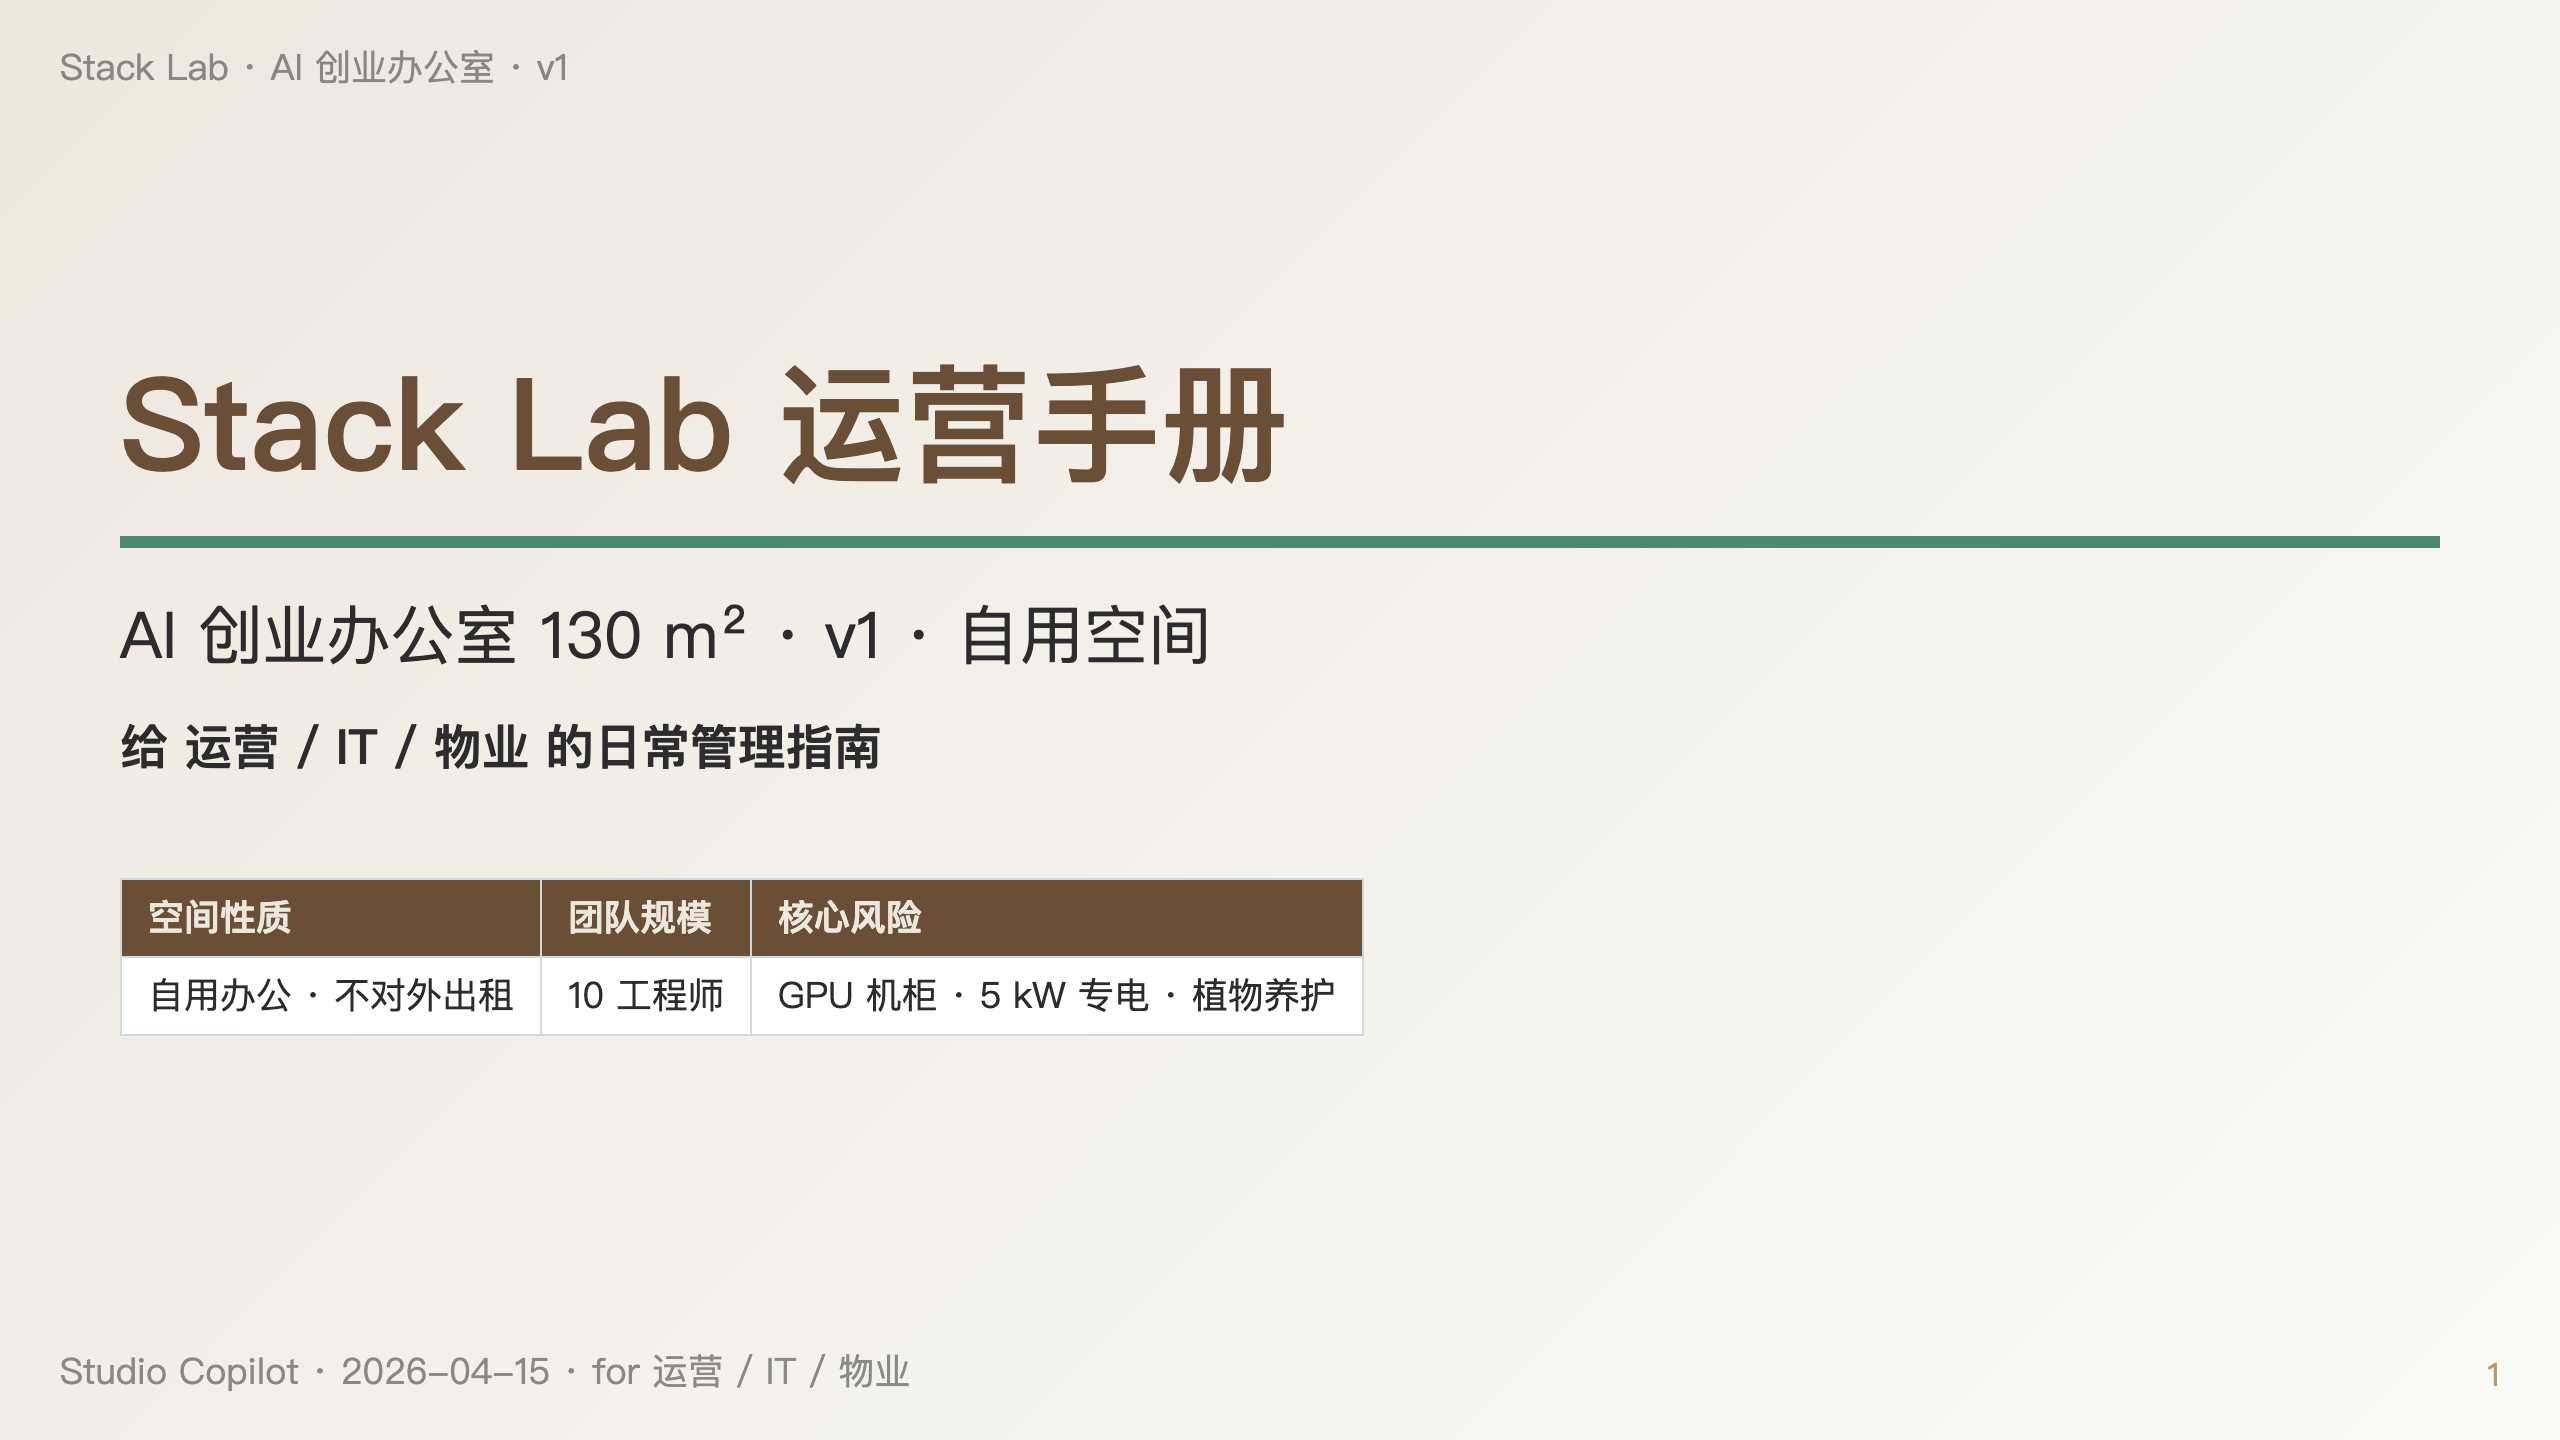 Stack Lab · AI 创业办公室 · v1
Stack Lab 运营手册
AI 创业办公室 130 m² · v1 · 自用空间
给 运营 / IT / 物业 的日常管理指南
空间性质 团队规模 核心风险
自用办公 · 不对外出租 10 工程师 GPU 机柜 · 5 kW 专电 · 植物养护
Studio Copilot · 2026-04-15 · for 运营 / IT / 物业
1